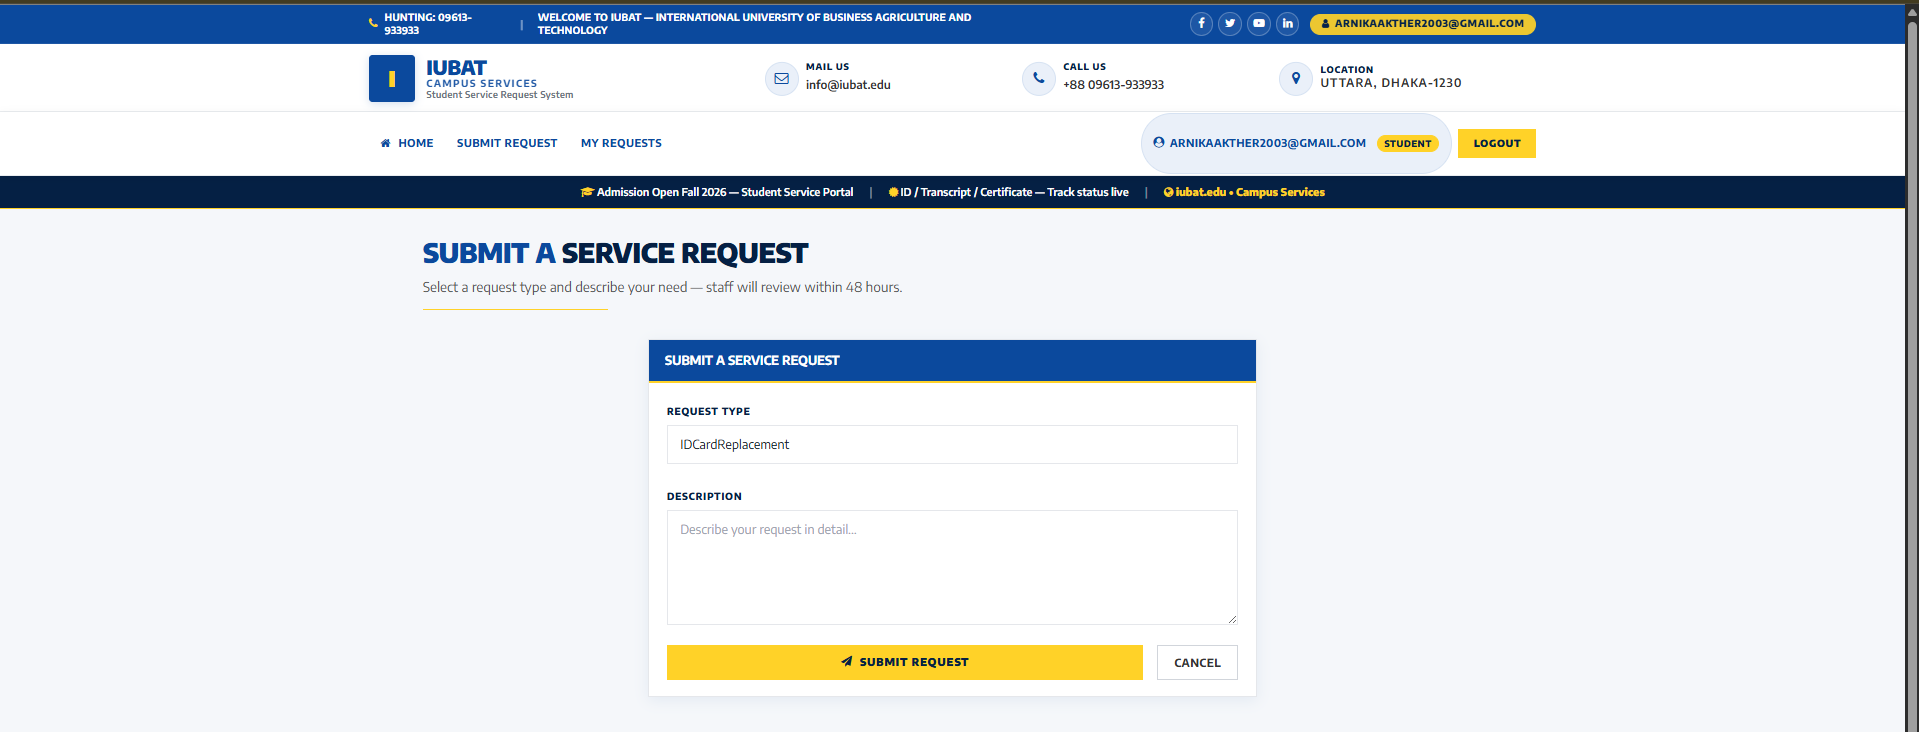 HUNTING: 09613-
933933
|
WELCOME TO IUBAT — INTERNATIONAL UNIVERSITY OF BUSINESS AGRICULTURE AND
TECHNOLOGY
ARNIKAAKTHER2003@GMAIL.COM
IUBAT
CAMPUS SERVICES
Student Service Request System
MAIL US
info@iubat.edu
CALL US
+88 09613-933933
LOCATION
UTTARA, DHAKA-1230
HOME
SUBMIT REQUEST
MY REQUESTS
ARNIKAAKTHER2003@GMAIL.COM
STUDENT
LOGOUT
Admission Open Fall 2026 — Student Service Portal | ID / Transcript / Certificate — Track status live | iubat.edu • Campus Services
SUBMIT A SERVICE REQUEST
Select a request type and describe your need — staff will review within 48 hours.
SUBMIT A SERVICE REQUEST
REQUEST TYPE
IDCardReplacement
DESCRIPTION
Describe your request in detail...
SUBMIT REQUEST
CANCEL